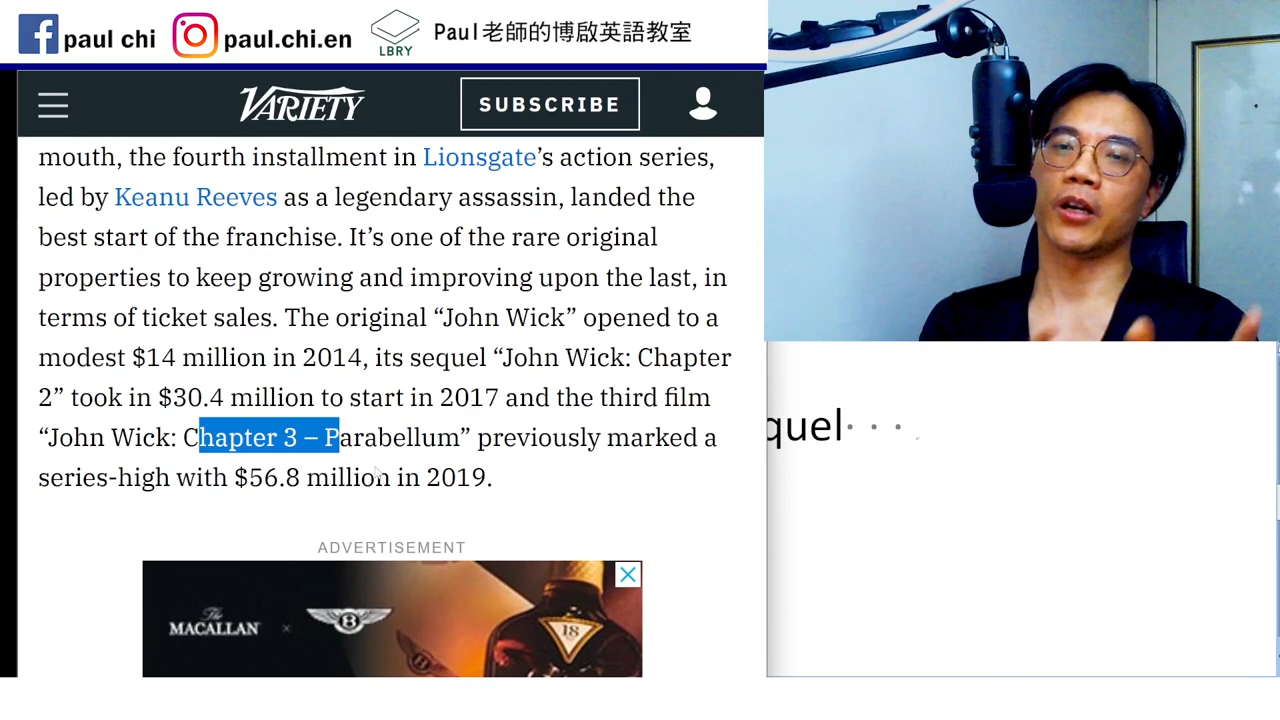 paul chi
paul.chi.en
LBRY
Paul老師的博啟英語教室
VARIETY
SUBSCRIBE
mouth, the fourth installment in Lionsgate’s action series,
led by Keanu Reeves as a legendary assassin, landed the
best start of the franchise. It’s one of the rare original
properties to keep growing and improving upon the last, in
terms of ticket sales. The original “John Wick” opened to a
modest $14 million in 2014, its sequel “John Wick: Chapter
2” took in $30.4 million to start in 2017 and the third film
“John Wick: Chapter 3 – Parabellum” previously marked a
series-high with $56.8 million in 2019.
quel
ADVERTISEMENT
The
MACALLAN × B
18